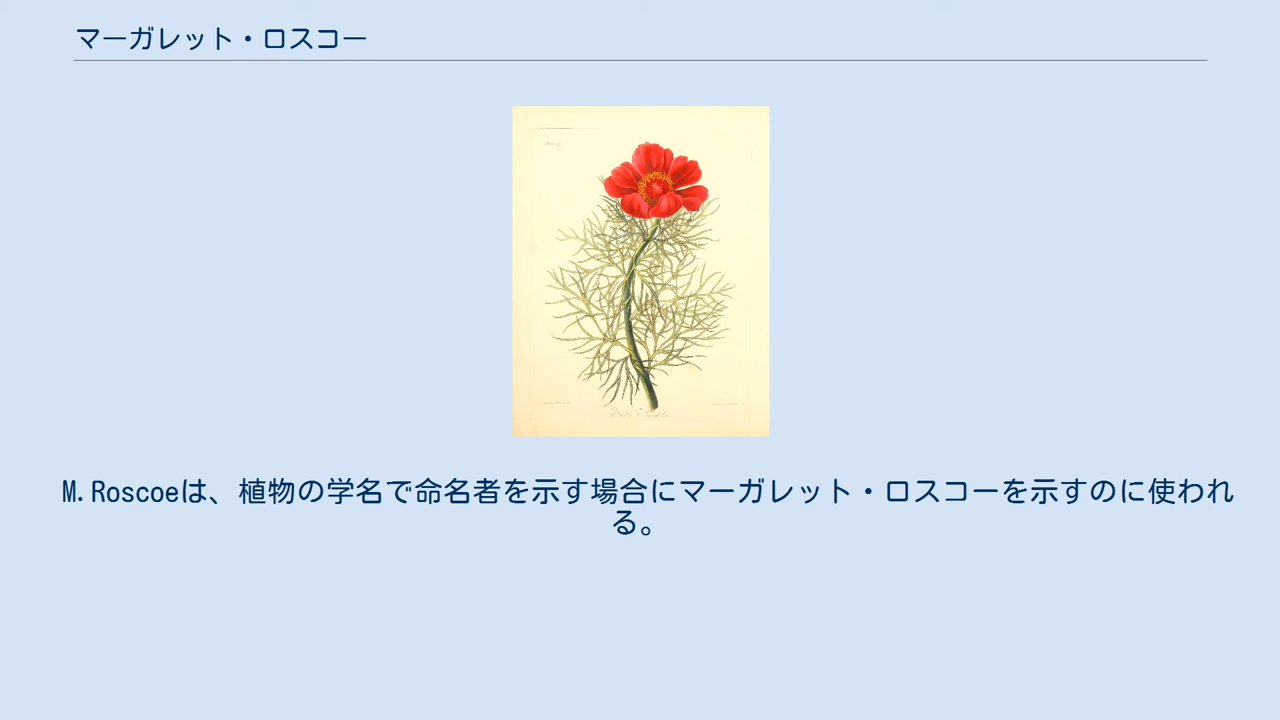 マーガレット・ロスコー
M.Roscoeは、植物の学名で命名者を示す場合にマーガレット・ロスコーを示すのに使われ
る。